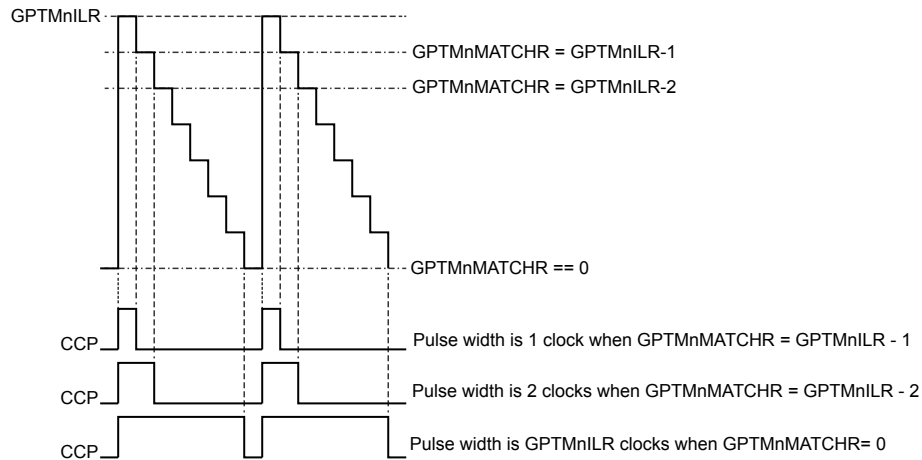 GPTMnILR
GPTMnMATCHR = GPTMnILR-1
GPTMnMATCHR = GPTMnILR-2
GPTMnMATCHR == 0
CCP
Pulse width is 1 clock when GPTMnMATCHR = GPTMnILR - 1
CCP
Pulse width is 2 clocks when GPTMnMATCHR = GPTMnILR - 2
CCP
Pulse width is GPTMnILR clocks when GPTMnMATCHR= 0